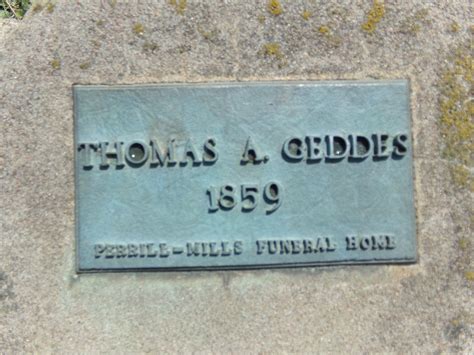 THOMAS A. GEDDES
1859
PERRILL-MILLS FUNERAL HOME